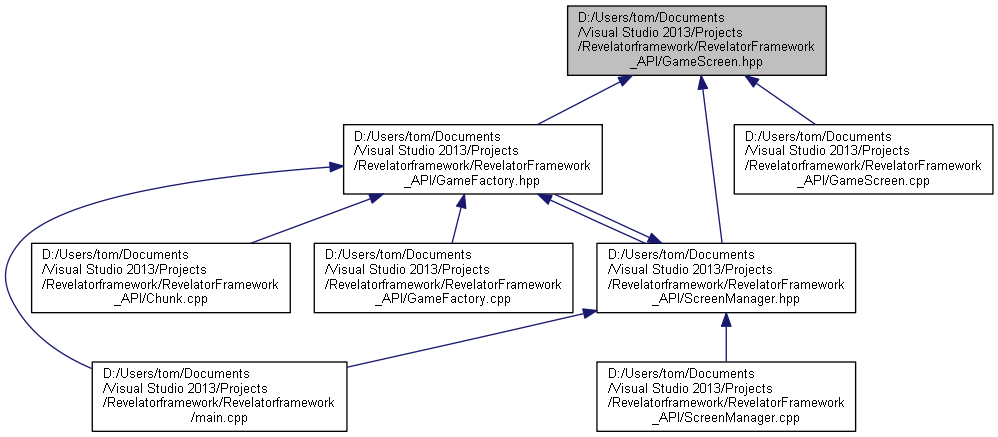 D:/Users/tom/Documents
/Visual Studio 2013/Projects
/Revelatorframework/RevelatorFramework
_API/GameScreen.hpp
D:/Users/tom/Documents
/Visual Studio 2013/Projects
/Revelatorframework/RevelatorFramework
_API/GameFactory.hpp
D:/Users/tom/Documents
/Visual Studio 2013/Projects
/Revelatorframework/RevelatorFramework
_API/GameScreen.cpp
D:/Users/tom/Documents
/Visual Studio 2013/Projects
/Revelatorframework/RevelatorFramework
_API/Chunk.cpp
D:/Users/tom/Documents
/Visual Studio 2013/Projects
/Revelatorframework/RevelatorFramework
_API/GameFactory.cpp
D:/Users/tom/Documents
/Visual Studio 2013/Projects
/Revelatorframework/RevelatorFramework
_API/ScreenManager.hpp
D:/Users/tom/Documents
/Visual Studio 2013/Projects
/Revelatorframework/Revelatorframework
/main.cpp
D:/Users/tom/Documents
/Visual Studio 2013/Projects
/Revelatorframework/RevelatorFramework
_API/ScreenManager.cpp